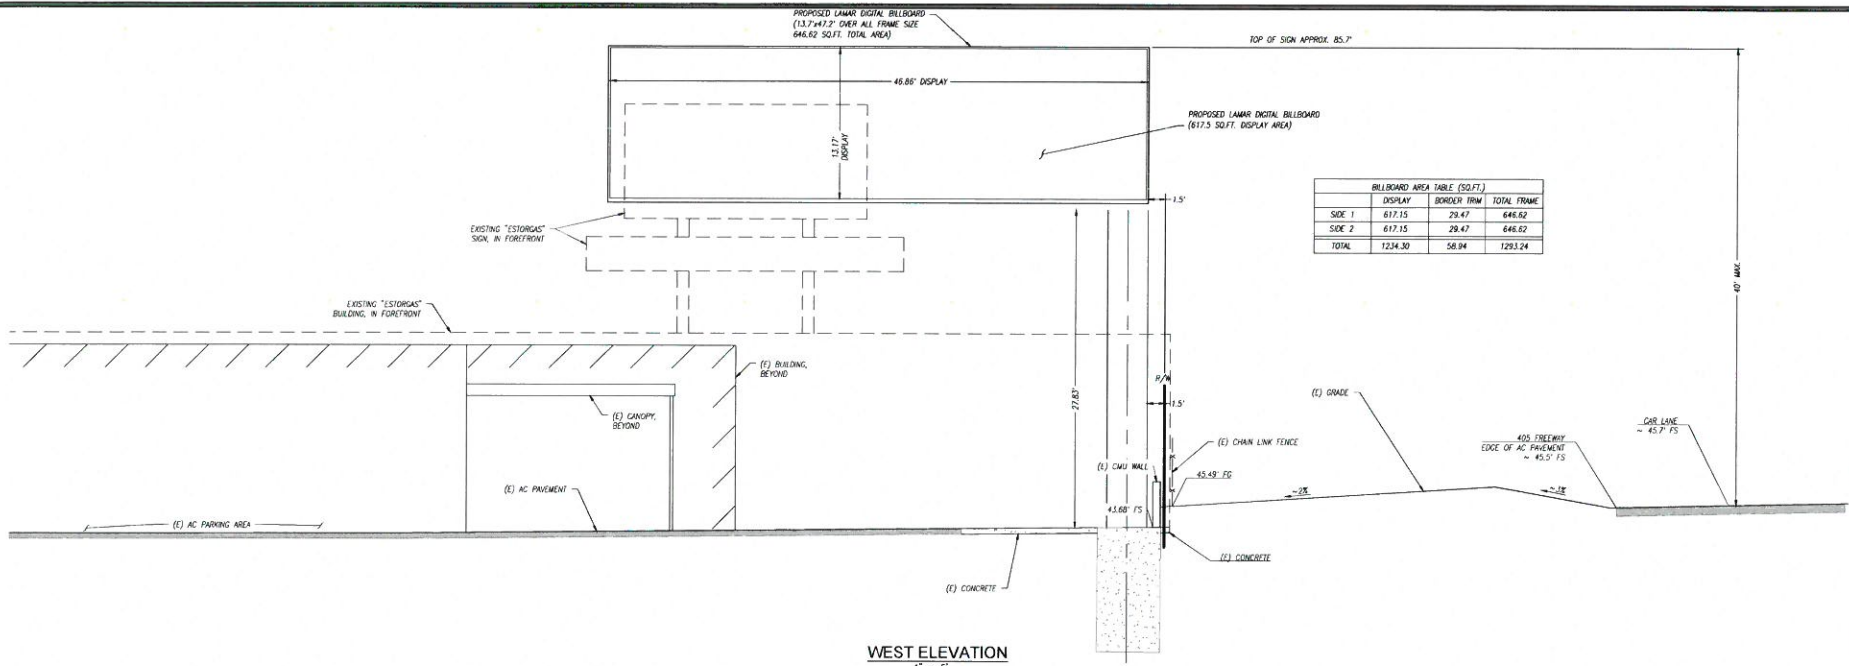 PROPOSED LAMAR DIGITAL BILLBOARD
(13.7'x47.2' OVER ALL FRAME SIZE
646.62 SQ.FT. TOTAL AREA)
TOP OF SIGN APPROX. 85.7'
46.86' DISPLAY
PROPOSED LAMAR DIGITAL BILLBOARD
(617.5 SQ.FT. DISPLAY AREA)
13.17'
DISPLAY
BILLBOARD AREA TABLE (SQ.FT.)
DISPLAY BORDER TRIM TOTAL FRAME
SIDE 1 617.15 29.47 646.62
SIDE 2 617.15 29.47 646.62
TOTAL 1234.30 58.94 1293.24
1.5'
EXISTING "ESTORGAS"
SIGN, IN FOREFRONT
40' MAX.
EXISTING "ESTORGAS"
BUILDING, IN FOREFRONT
(E) BUILDING,
BEYOND
R/W
27.83'
1.5'
(E) GRADE
(E) CANOPY,
BEYOND
CAR LANE
~ 45.7' FS
(E) CHAIN LINK FENCE
405 FREEWAY
EDGE OF AC PAVEMENT
~ 45.5' FS
(E) CMU WALL
45.49' FG
(E) AC PAVEMENT
~2%
~1%
43.68' FS
(E) AC PARKING AREA
(E) CONCRETE
(E) CONCRETE
WEST ELEVATION